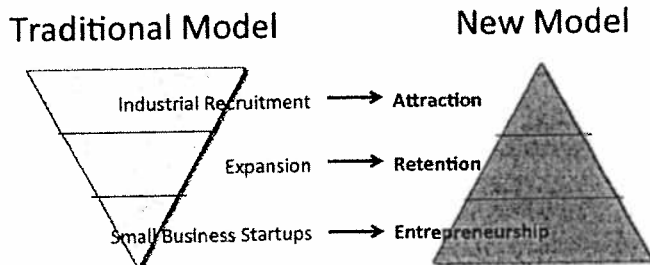 Traditional Model New Model
Industrial Recruitment Attraction
Expansion Retention
Small Business Startups Entrepreneurship